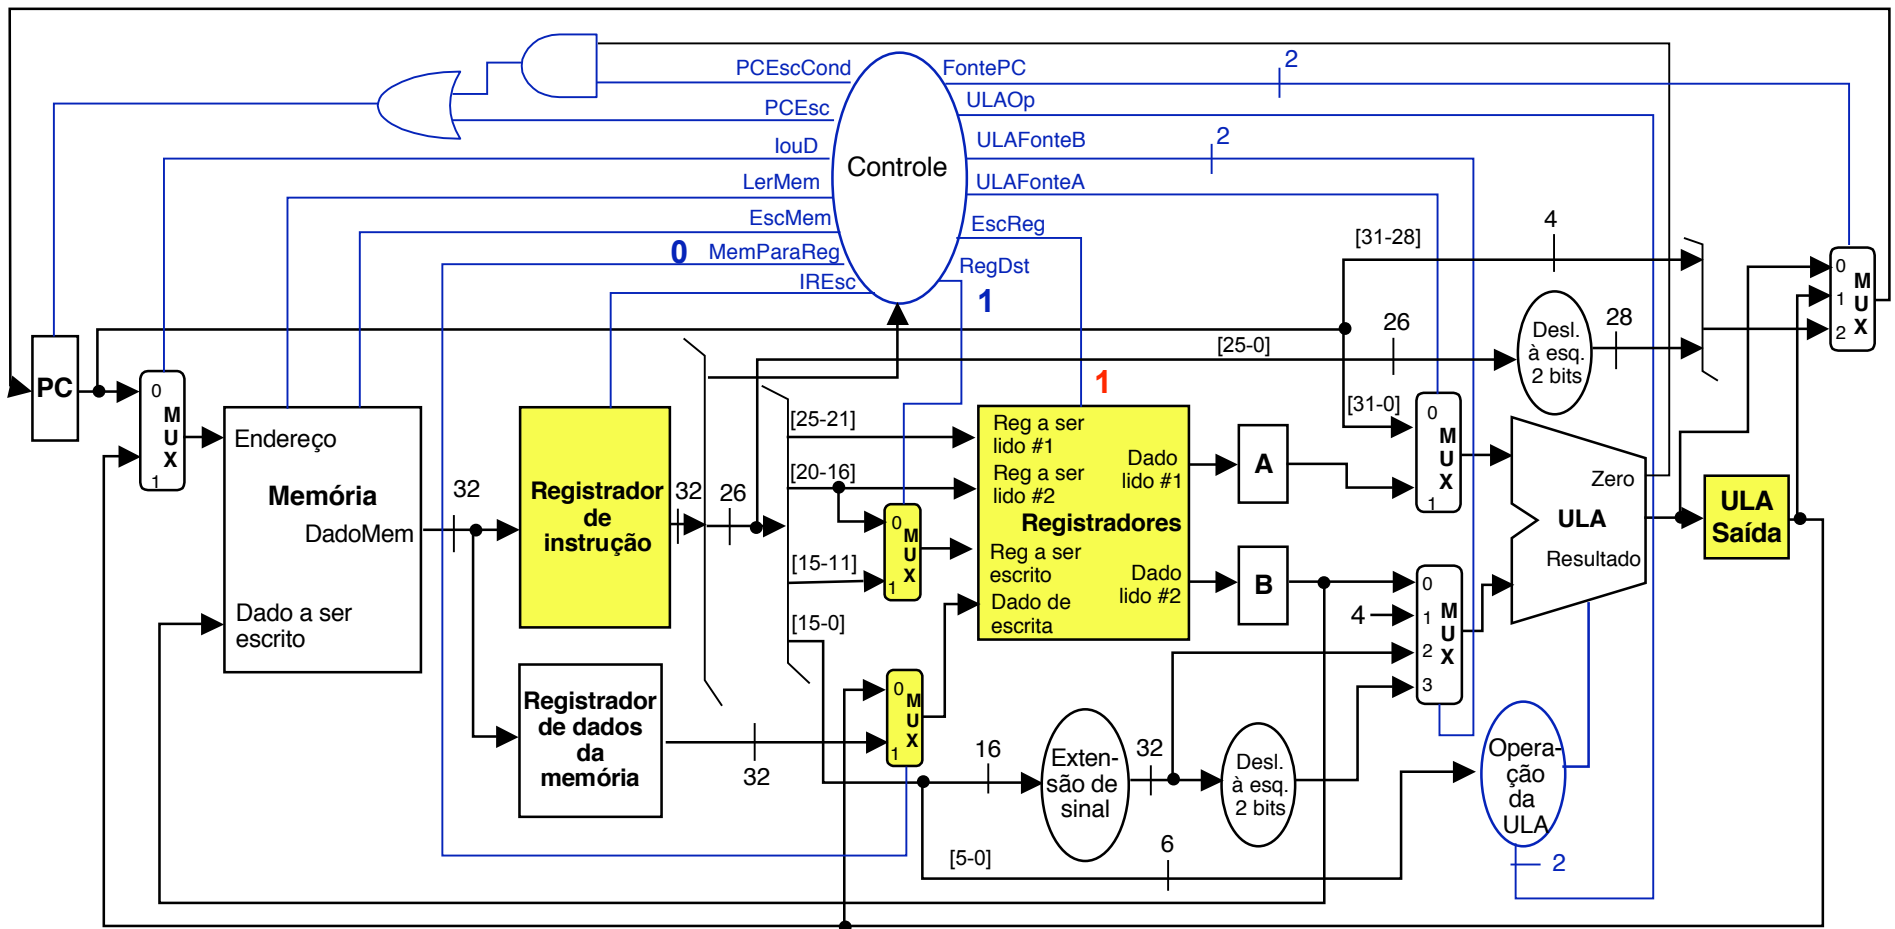 2
PCEscCond
FontePC
ULAOp
PCEsc
2
IouD
ULAFonteB
Controle
LerMem
ULAFonteA
EscMem
EscReg
4
0
MemParaReg
[31-28]
RegDst
IREsc
1
0
M
U
X
1
2
26
28
Desl.
à esq.
2 bits
[25-0]
PC
0
M
U
X
1
1
[31-0]
0
M
U
X
1
Endereço
Memória
DadoMem
Dado a ser
escrito
32
Registrador
de
instrução
32
26
[25-21]
[20-16]
[15-11]
[15-0]
0
M
U
X
1
Reg a ser
lido #1
Reg a ser
lido #2
Registradores
Reg a ser
escrito
Dado de
escrita
Dado
lido #1
Dado
lido #2
A
B
0
4
1
2
3
M
U
X
Zero
ULA
Resultado
ULA
Saída
Registrador
de dados
da
memória
32
0
M
U
X
1
16
Exten-
são de
sinal
32
Desl.
à esq.
2 bits
Opera-
ção
da
ULA
6
[5-0]
2